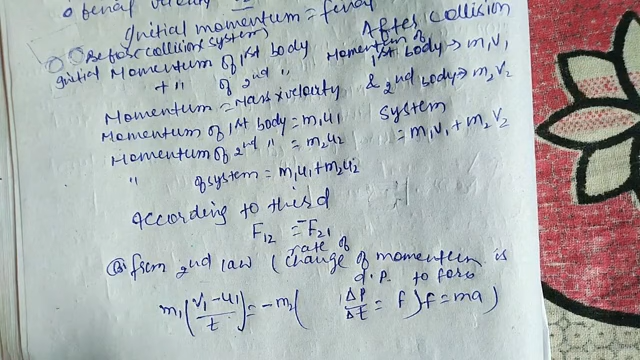 Initial momentum = final
After collision
Before collision (system)
Initial Momentum of 1st body
+ " of 2nd "
Momentum of
1st body → m₁v₁
Momentum = Mass x velocity
& 2nd body → m₂v₂
Momentum of 1st body = m₁u₁
system
Momentum of 2nd " = m₂u₂
= m₁v₁ + m₂v₂
" of system = m₁u₁ + m₂u₂
According to third
F₁₂ = -F₂₁
from 2nd law ( rate of
change of momentum is
d.p. to force
m₁(v₁-u₁/t) = -m₂( Δp/Δt = f) f = ma)